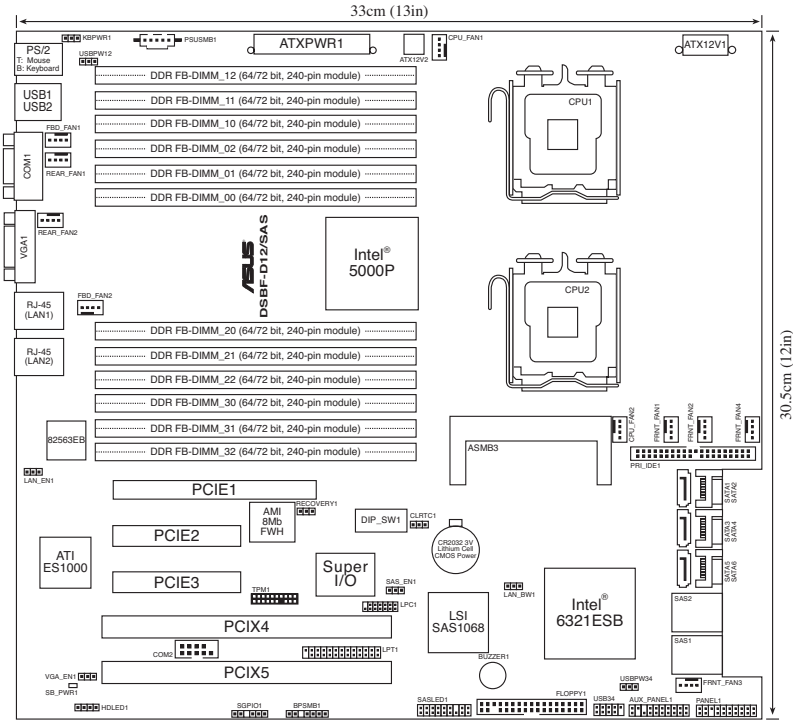 33cm (13in)
KBPWR1
PSUSMB1
ATXPWR1
ATX12V2
CPU_FAN1
ATX12V1
PS/2
T: Mouse
B: Keyboard
USBPW12
USB1
USB2
DDR FB-DIMM_12 (64/72 bit, 240-pin module)
DDR FB-DIMM_11 (64/72 bit, 240-pin module)
DDR FB-DIMM_10 (64/72 bit, 240-pin module)
DDR FB-DIMM_02 (64/72 bit, 240-pin module)
DDR FB-DIMM_01 (64/72 bit, 240-pin module)
DDR FB-DIMM_00 (64/72 bit, 240-pin module)
CPU1
FBD_FAN1
COM1
REAR_FAN1
REAR_FAN2
VGA1
ASUS
DSBF-D12/SAS
Intel®
5000P
CPU2
RJ-45
(LAN1)
FBD_FAN2
RJ-45
(LAN2)
DDR FB-DIMM_20 (64/72 bit, 240-pin module)
DDR FB-DIMM_21 (64/72 bit, 240-pin module)
DDR FB-DIMM_22 (64/72 bit, 240-pin module)
DDR FB-DIMM_30 (64/72 bit, 240-pin module)
DDR FB-DIMM_31 (64/72 bit, 240-pin module)
DDR FB-DIMM_32 (64/72 bit, 240-pin module)
30.5cm (12in)
82563EB
LAN_EN1
ASMB3
CPU_FAN2
FRNT_FAN1
FRNT_FAN2
FRNT_FAN4
PRI_IDE1
PCIE1
RECOVERY1
AMI
8Mb
FWH
DIP_SW1
CLRTC1
CR2032 3V
Lithium Cell
CMOS Power
SATA1
SATA2
SATA3
SATA4
SATA5
SATA6
PCIE2
ATI
ES1000
PCIE3
TPM1
Super
I/O
SAS_EN1
LPC1
LAN_BW1
LSI
SAS1068
Intel®
6321ESB
SAS2
SAS1
PCIX4
COM2
LPT1
BUZZER1
PCIX5
VGA_EN1
SB_PWR1
HDLED1
SGPIO1
BPSMB1
SASLED1
FLOPPY1
USB34
USBPW34
AUX_PANEL1
FRNT_FAN3
PANEL1